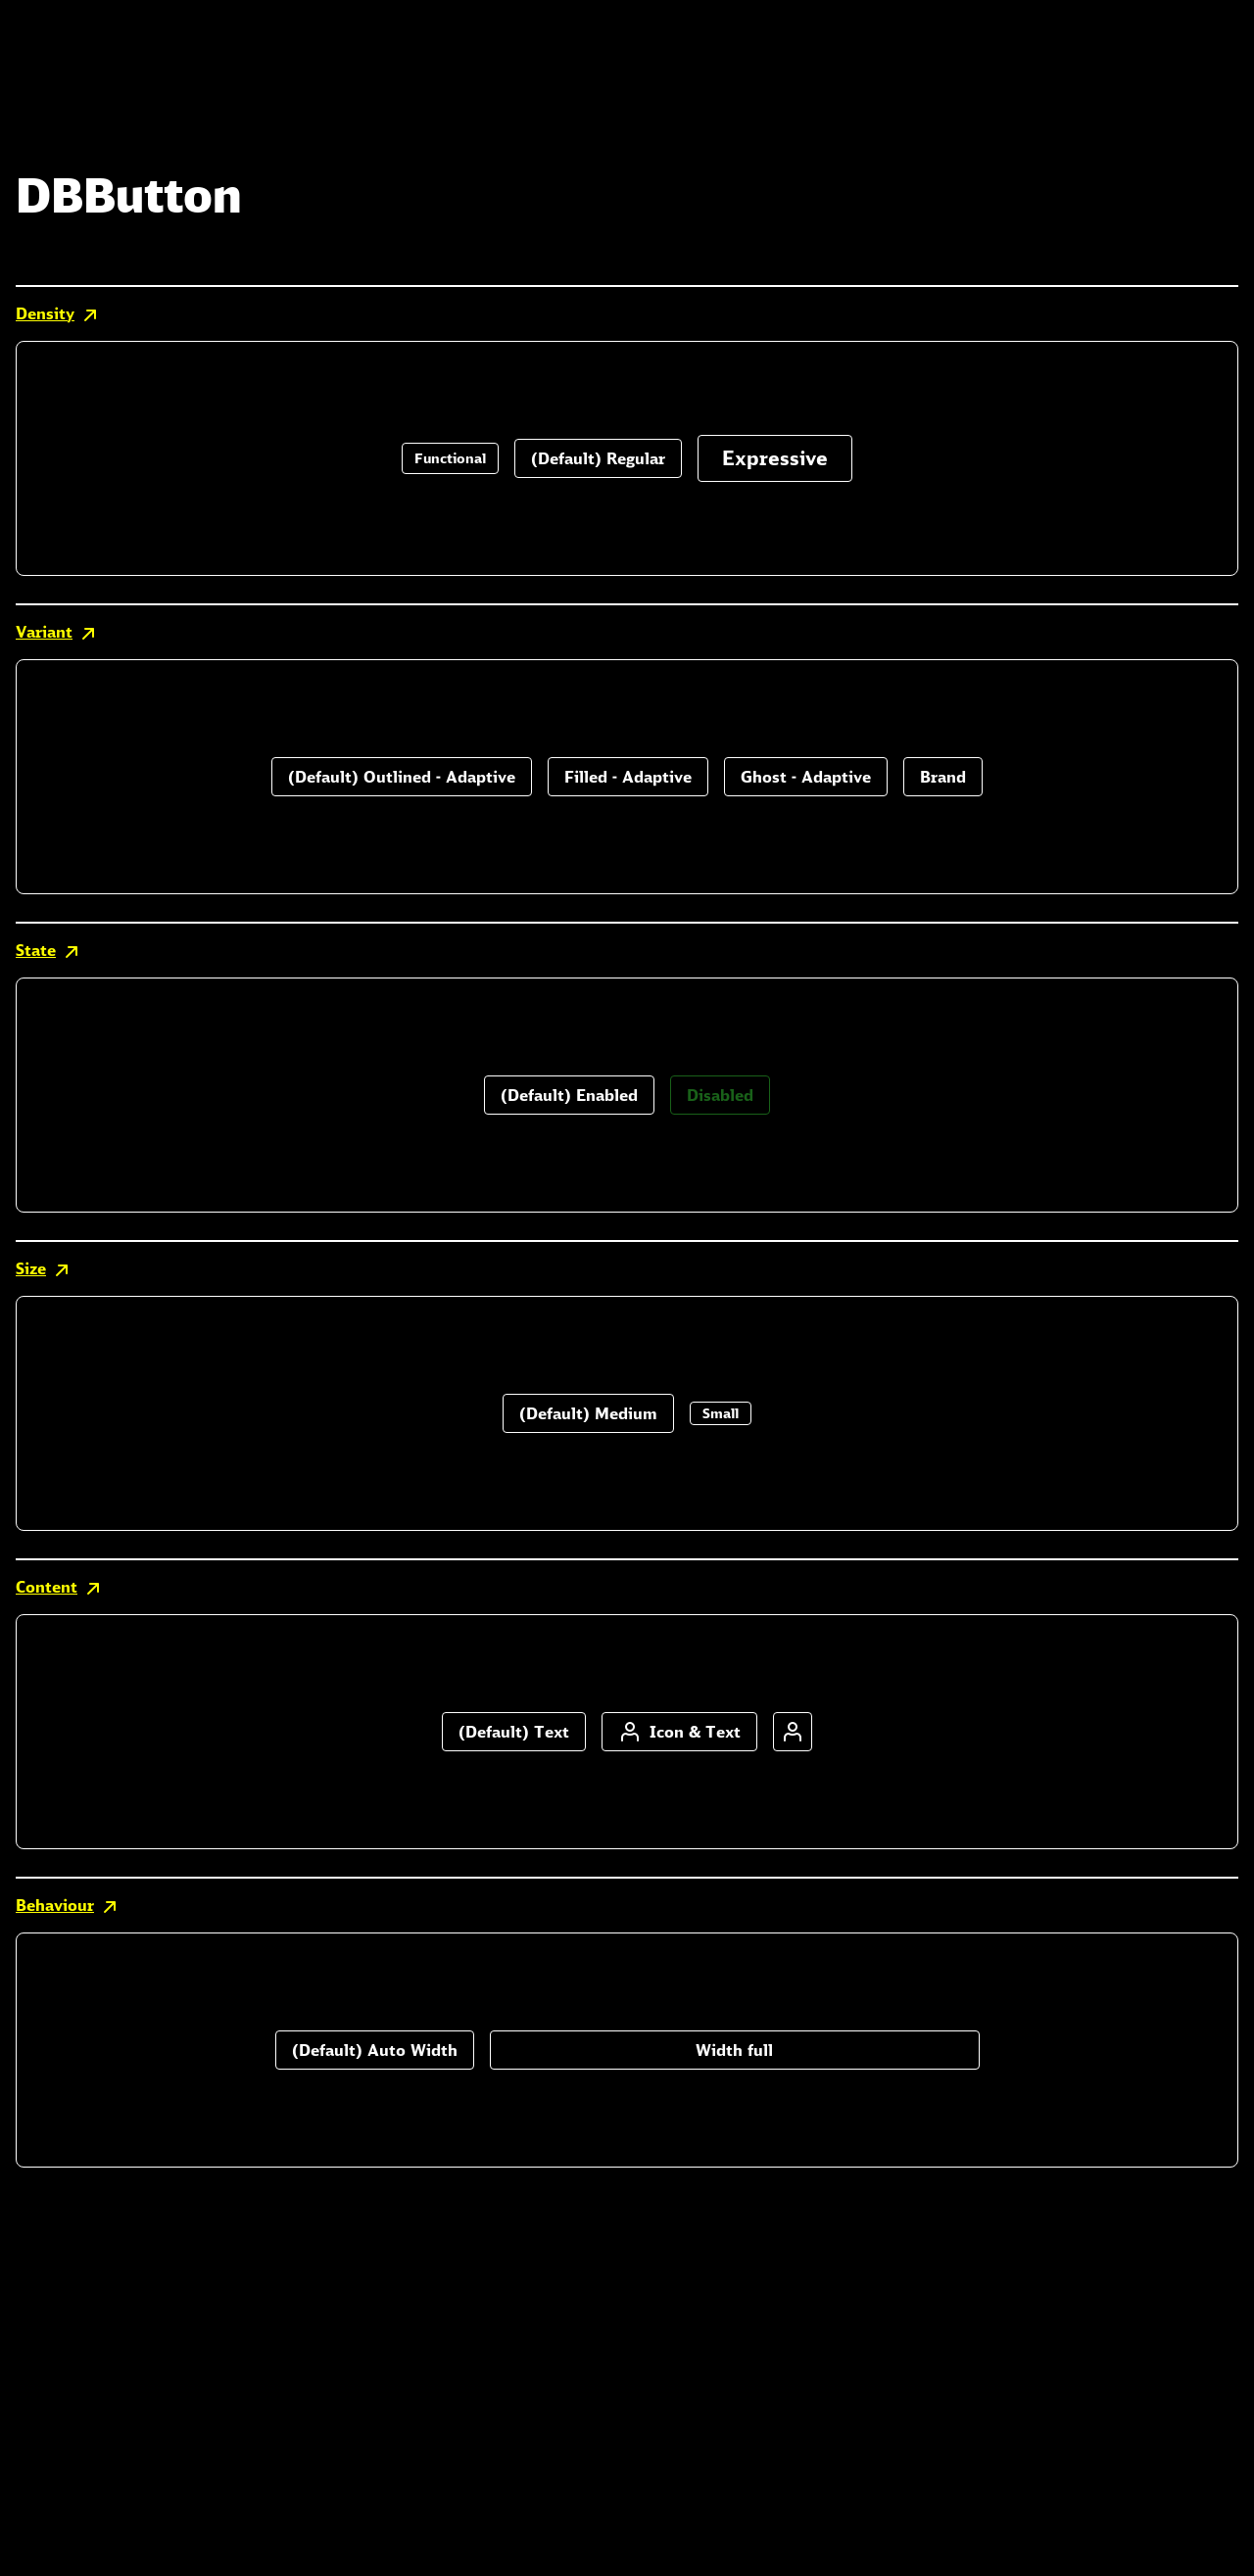 DBButton
Density
Functional (Default) Regular Expressive
Variant
(Default) Outlined - Adaptive Filled - Adaptive Ghost - Adaptive Brand
State
(Default) Enabled Disabled
Size
(Default) Medium Small
Content
(Default) Text Icon & Text
Behaviour
(Default) Auto Width Width full